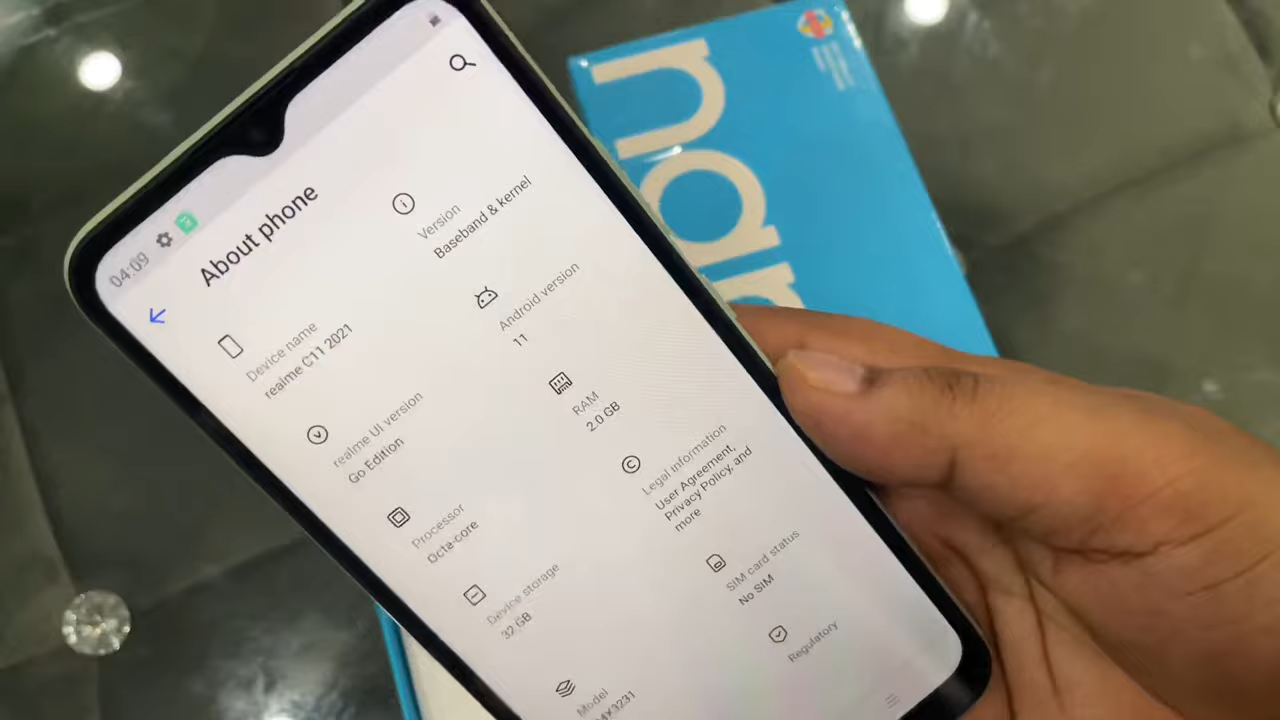 04:09
About phone
Device name
realme C11 2021
Version
Baseband & kernel
realme UI version
Go Edition
Android version
11
Processor
Octa-core
RAM
2.0 GB
Device storage
32 GB
Legal information
User Agreement,
Privacy Policy, and
more
Model
SIM card status
No SIM
Regulatory